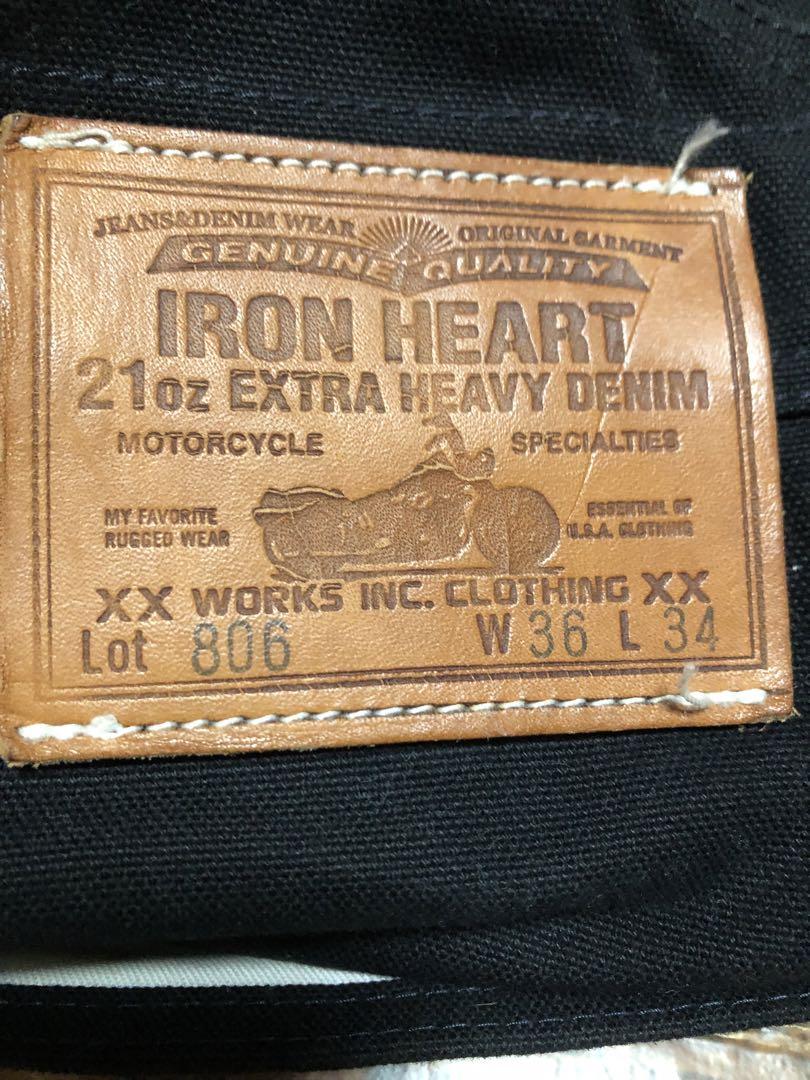 JEANS&DENIM WEAR ORIGINAL GARMENT
GENUINE QUALITY
IRON HEART
21oz EXTRA HEAVY DENIM
MOTORCYCLE SPECIALTIES
MY FAVORITE ESSENTIAL OF
RUGGED WEAR U.S.A. CLOTHING
XX WORKS INC. CLOTHING XX
Lot 806 W 36 L 34